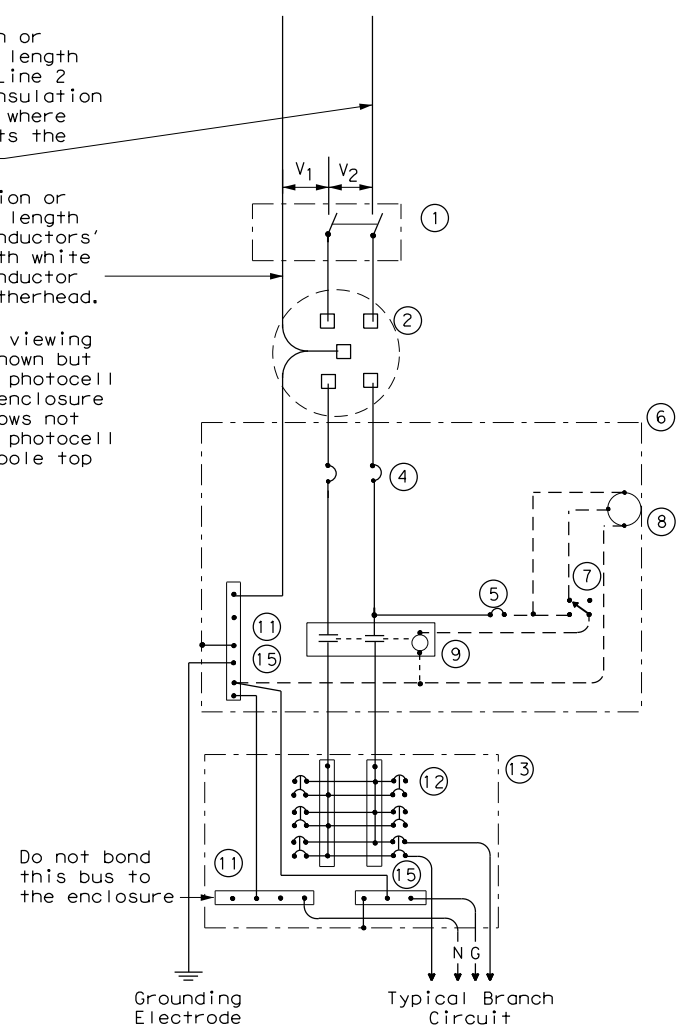 n or
length
Line 2
nsulation
where
ts the
ion or
length
nductors'
th white
nductor
therhead.
viewing
hown but
photocell
enclosure
ows not
photocell
pole top
V1 V2
1
2
6
4
8
7
5
11
9
15
13
12
11
15
Do not bond
this bus to
the enclosure
N G
Grounding
Electrode
Typical Branch
Circuit